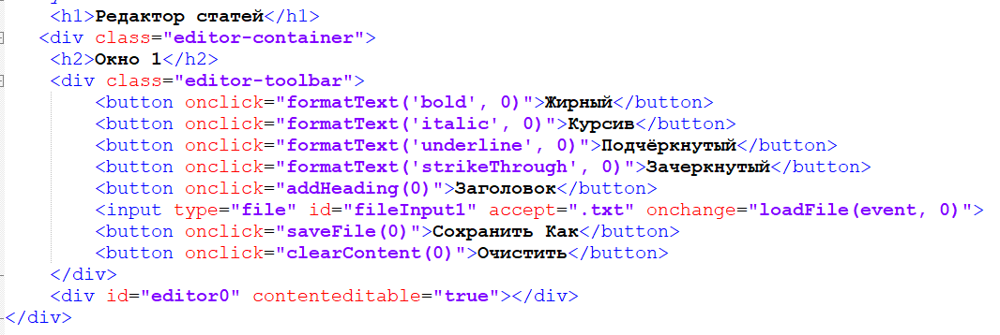 <h1>Редактор статей</h1>
<div class="editor-container">
<h2>Окно 1</h2>
<div class="editor-toolbar">
<button onclick="formatText('bold', 0)">Жирный</button>
<button onclick="formatText('italic', 0)">Курсив</button>
<button onclick="formatText('underline', 0)">Подчёркнутый</button>
<button onclick="formatText('strikeThrough', 0)">Зачеркнутый</button>
<button onclick="addHeading(0)">Заголовок</button>
<input type="file" id="fileInput1" accept=".txt" onchange="loadFile(event, 0)">
<button onclick="saveFile(0)">Сохранить Как</button>
<button onclick="clearContent(0)">Очистить</button>
</div>
<div id="editor0" contenteditable="true"></div>
</div>